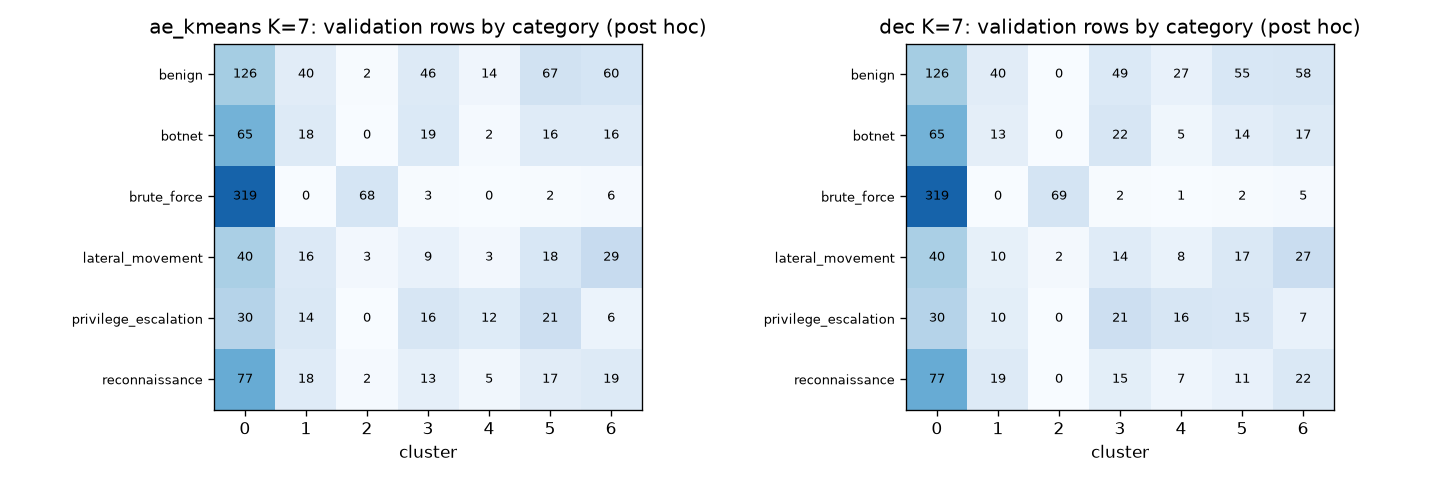 ae_kmeans K=7: validation rows by category (post hoc)
benign 126 40 2 46 14 67 60
botnet 65 18 0 19 2 16 16
brute_force 319 0 68 3 0 2 6
lateral_movement 40 16 3 9 3 18 29
privilege_escalation 30 14 0 16 12 21 6
reconnaissance 77 18 2 13 5 17 19
0 1 2 3 4 5 6
cluster
dec K=7: validation rows by category (post hoc)
benign 126 40 0 49 27 55 58
botnet 65 13 0 22 5 14 17
brute_force 319 0 69 2 1 2 5
lateral_movement 40 10 2 14 8 17 27
privilege_escalation 30 10 0 21 16 15 7
reconnaissance 77 19 0 15 7 11 22
0 1 2 3 4 5 6
cluster